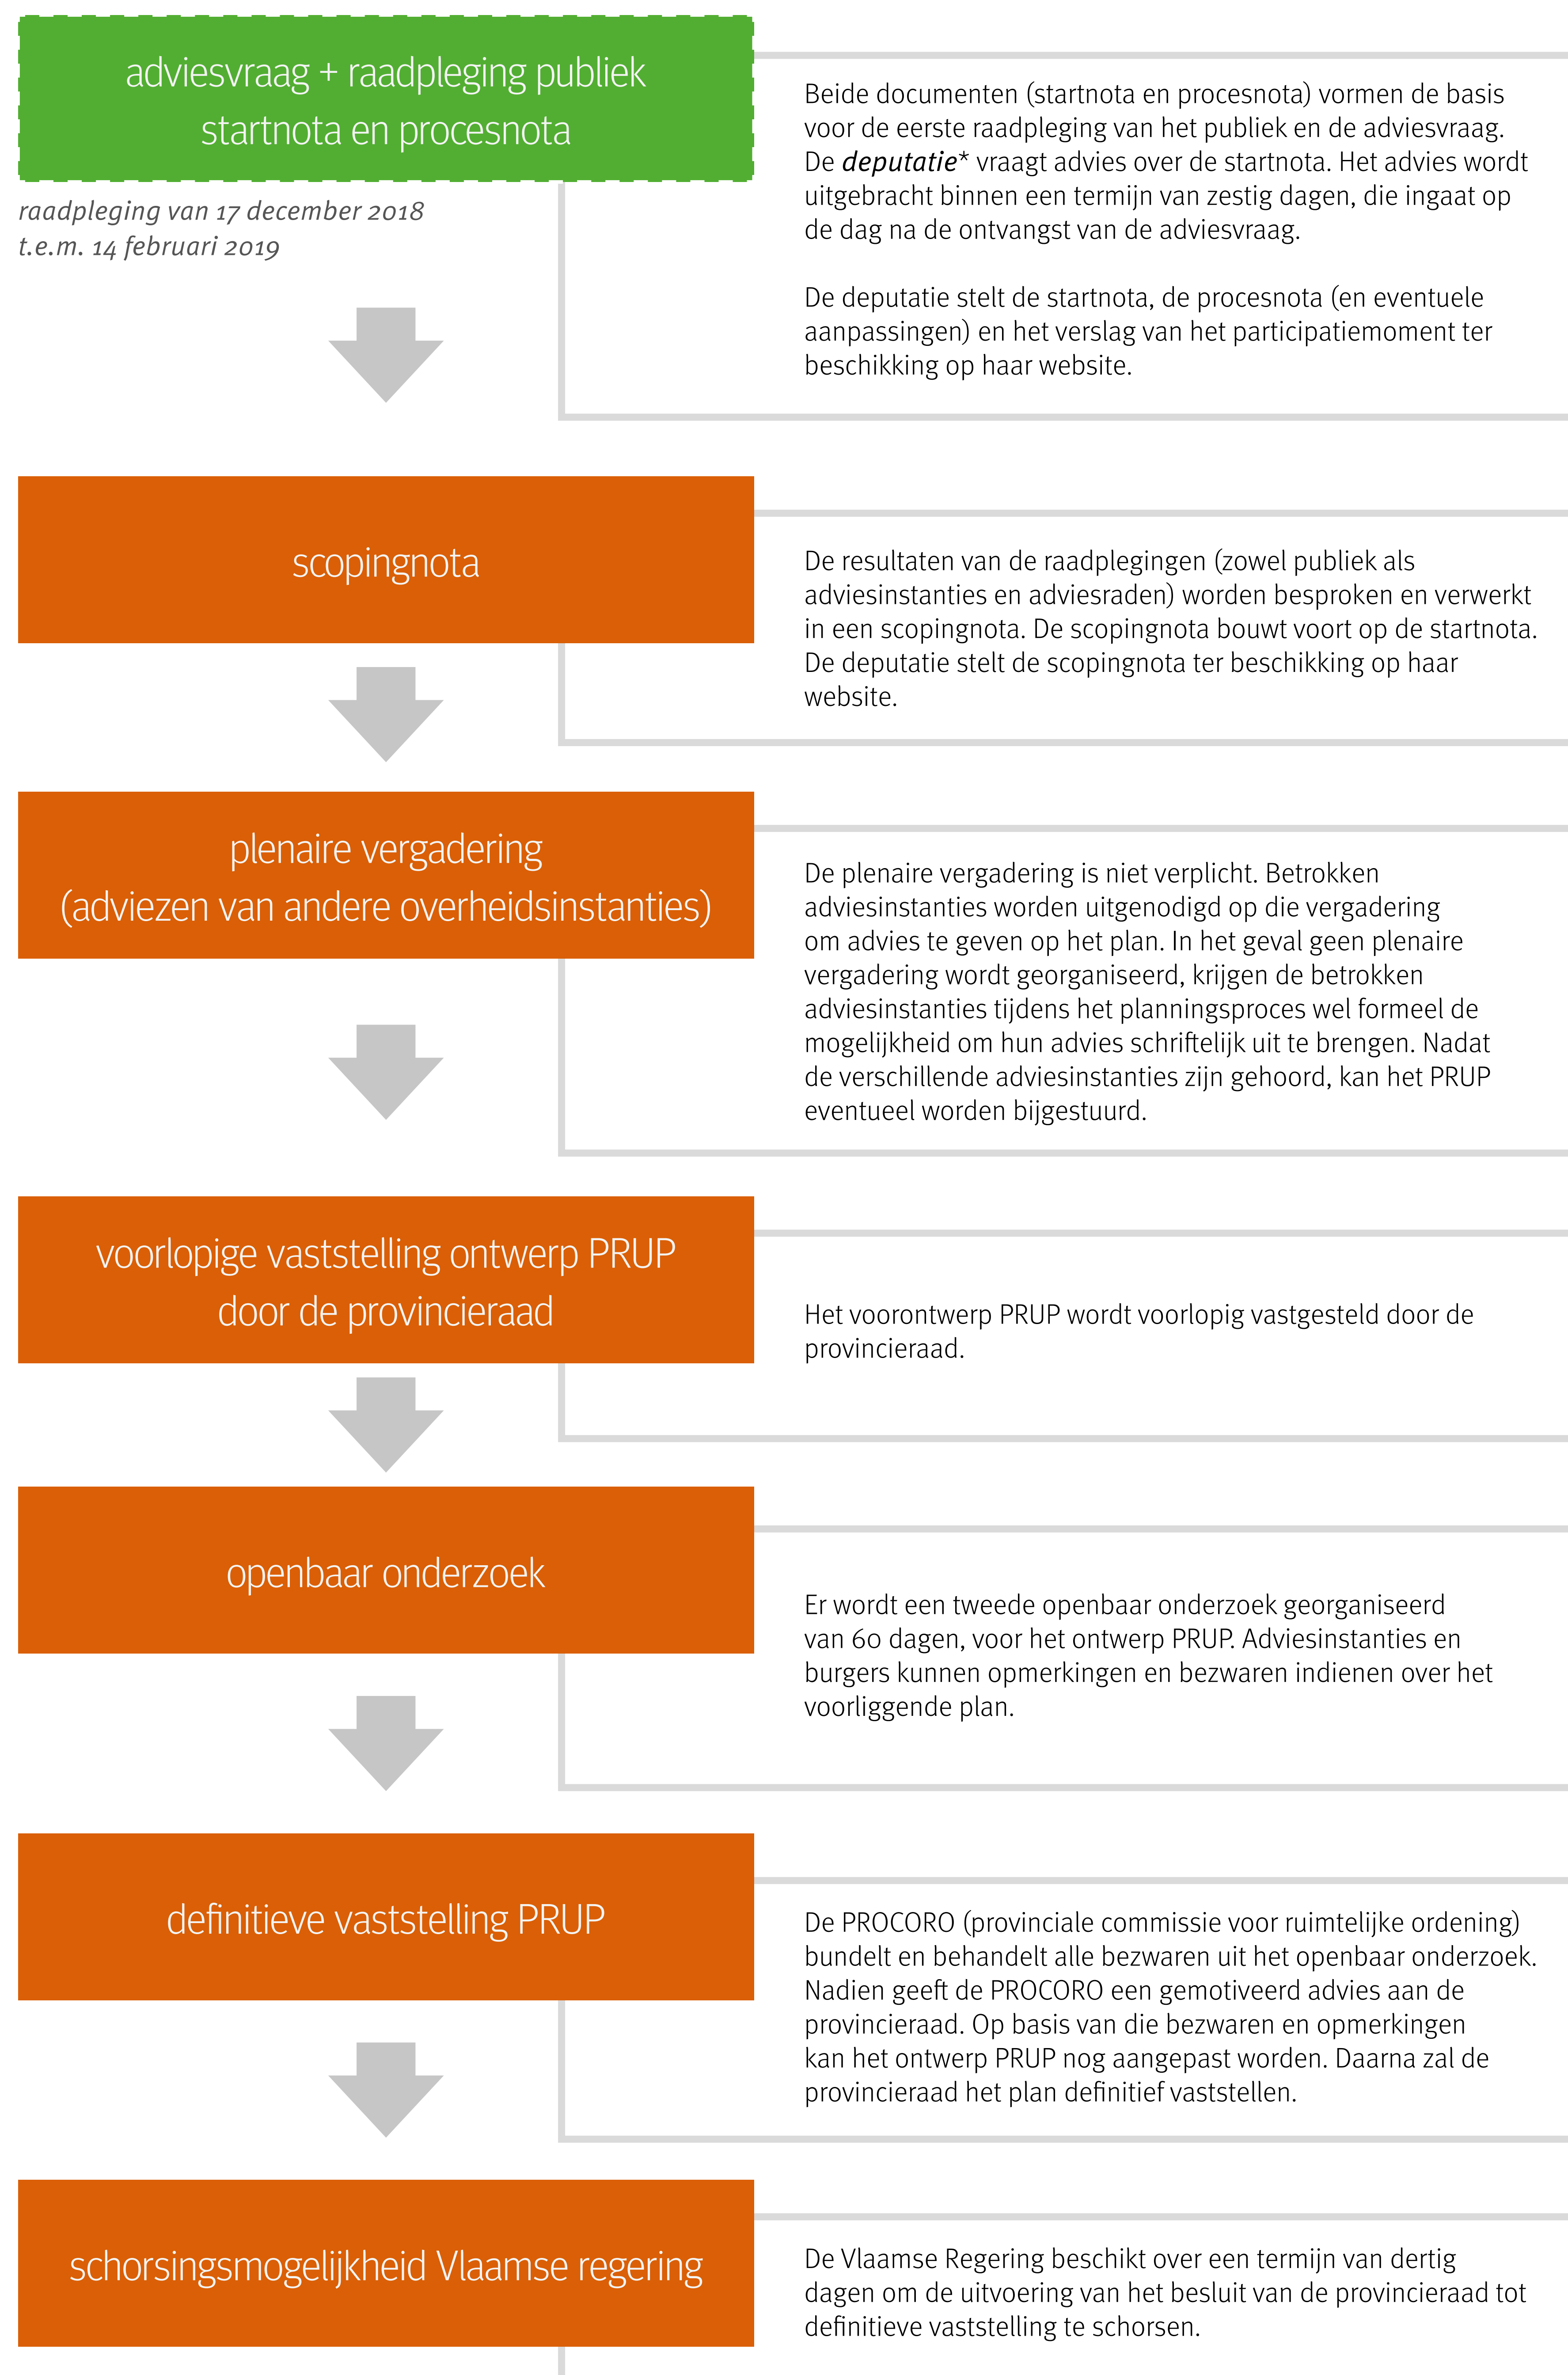 adviesvraag + raadpleging publiek
startnota en procesnota
raadpleging van 17 december 2018
t.e.m. 14 februari 2019
Beide documenten (startnota en procesnota) vormen de basis
voor de eerste raadpleging van het publiek en de adviesvraag.
De deputatie* vraagt advies over de startnota. Het advies wordt
uitgebracht binnen een termijn van zestig dagen, die ingaat op
de dag na de ontvangst van de adviesvraag.
De deputatie stelt de startnota, de procesnota (en eventuele
aanpassingen) en het verslag van het participatiemoment ter
beschikking op haar website.
scopingnota
De resultaten van de raadplegingen (zowel publiek als
adviesinstanties en adviesraden) worden besproken en verwerkt
in een scopingnota. De scopingnota bouwt voort op de startnota.
De deputatie stelt de scopingnota ter beschikking op haar
website.
plenaire vergadering
(adviezen van andere overheidsinstanties)
De plenaire vergadering is niet verplicht. Betrokken
adviesinstanties worden uitgenodigd op die vergadering
om advies te geven op het plan. In het geval geen plenaire
vergadering wordt georganiseerd, krijgen de betrokken
adviesinstanties tijdens het planningsproces wel formeel de
mogelijkheid om hun advies schriftelijk uit te brengen. Nadat
de verschillende adviesinstanties zijn gehoord, kan het PRUP
eventueel worden bijgestuurd.
voorlopige vaststelling ontwerp PRUP
door de provincieraad
Het voorontwerp PRUP wordt voorlopig vastgesteld door de
provincieraad.
openbaar onderzoek
Er wordt een tweede openbaar onderzoek georganiseerd
van 60 dagen, voor het ontwerp PRUP. Adviesinstanties en
burgers kunnen opmerkingen en bezwaren indienen over het
voorliggende plan.
definitieve vaststelling PRUP
De PROCORO (provinciale commissie voor ruimtelijke ordening)
bundelt en behandelt alle bezwaren uit het openbaar onderzoek.
Nadien geeft de PROCORO een gemotiveerd advies aan de
provincieraad. Op basis van die bezwaren en opmerkingen
kan het ontwerp PRUP nog aangepast worden. Daarna zal de
provincieraad het plan definitief vaststellen.
schorsingsmogelijkheid Vlaamse regering
De Vlaamse Regering beschikt over een termijn van dertig
dagen om de uitvoering van het besluit van de provincieraad tot
definitieve vaststelling te schorsen.